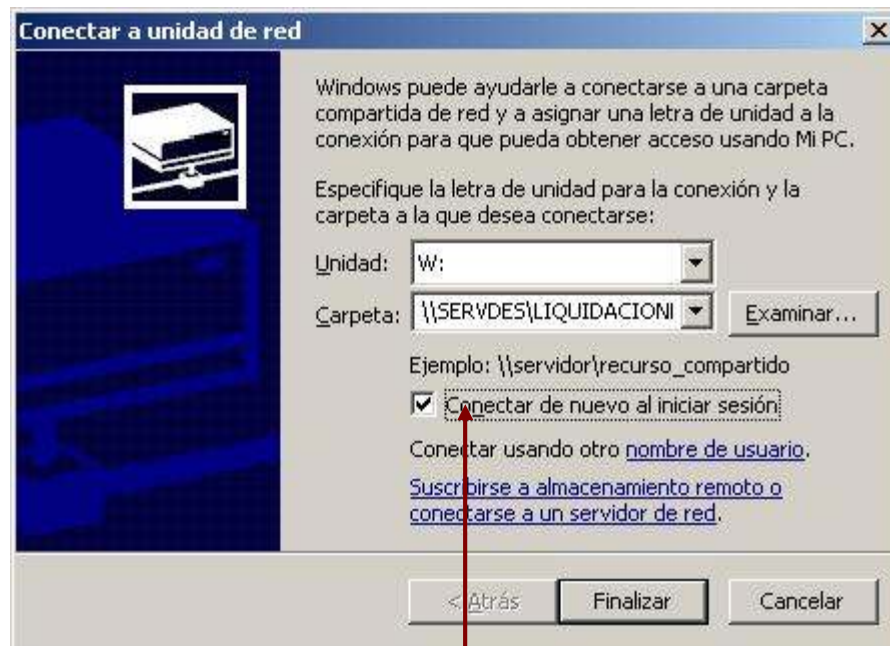 Conectar a unidad de red
Windows puede ayudarle a conectarse a una carpeta
compartida de red y a asignar una letra de unidad a la
conexión para que pueda obtener acceso usando Mi PC.
Especifique la letra de unidad para la conexión y la
carpeta a la que desea conectarse:
Unidad: W:
Carpeta: \\SERVDES\LIQUIDACIONI Examinar...
Ejemplo: \\servidor\recurso_compartido
Conectar de nuevo al iniciar sesión
Conectar usando otro nombre de usuario.
Suscribirse a almacenamiento remoto o
conectarse a un servidor de red.
< Atrás Finalizar Cancelar